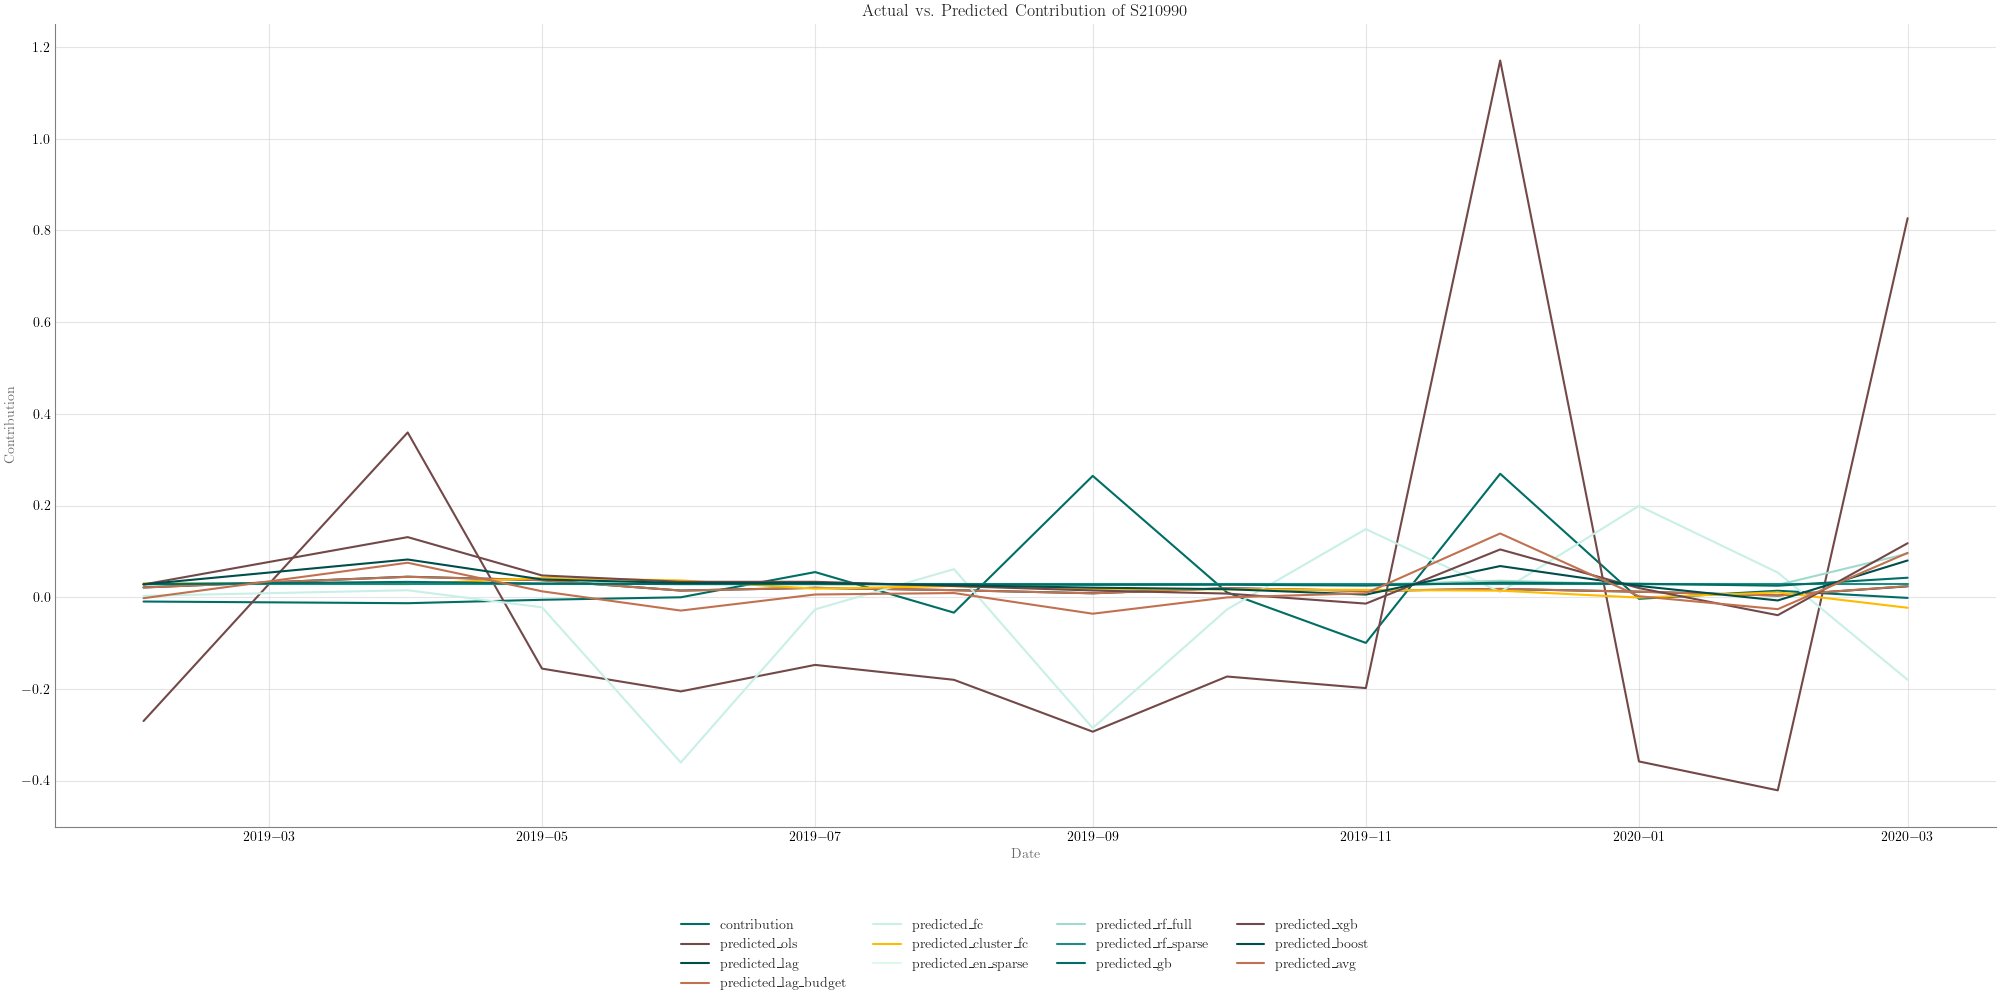 Actual vs. Predicted Contribution of S210990
1.2
1.0
0.8
0.6
0.4
0.2
0.0
−0.2
−0.4
Contribution
2019−03 2019−05 2019−07 2019−09 2019−11 2020−01 2020−03
Date
contribution predicted_fc predicted_rf_full predicted_xgb
predicted_ols predicted_cluster_fc predicted_rf_sparse predicted_boost
predicted_lag predicted_en_sparse predicted_gb predicted_avg
predicted_lag_budget